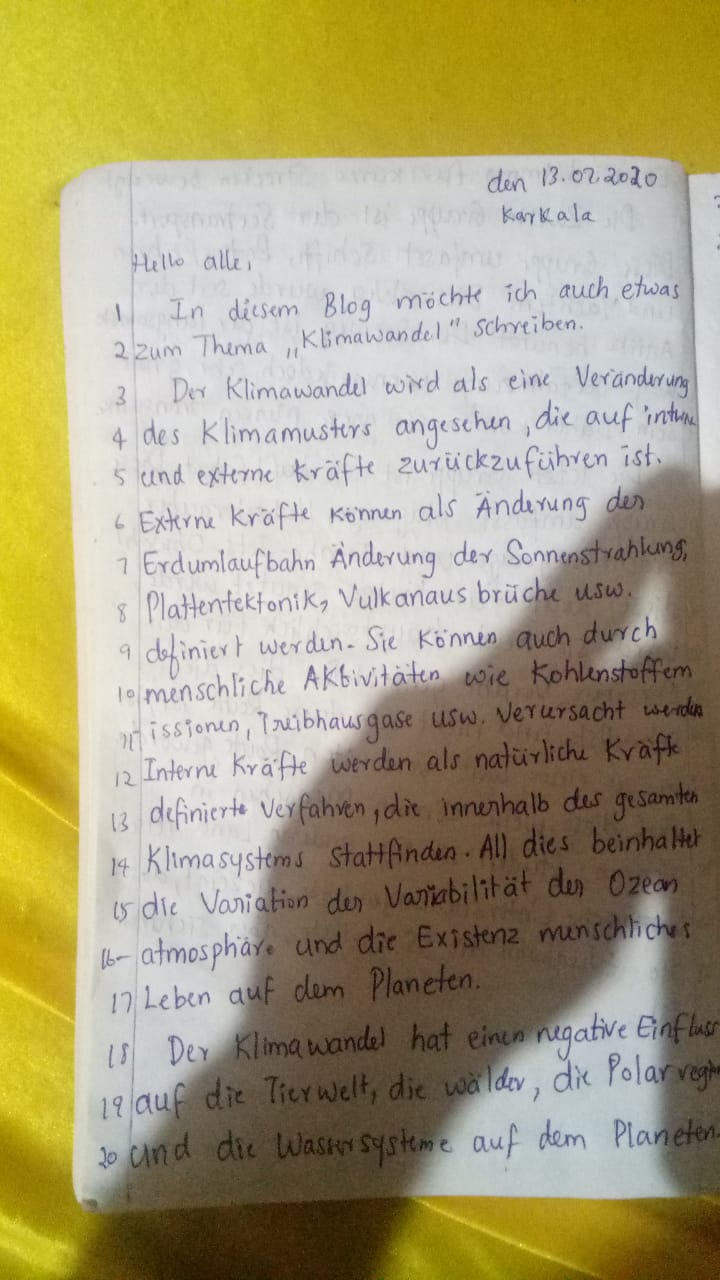 den 13.02.2020
Karkala
Hello alle,
1 In diesem Blog möchte ich auch etwas
2 zum Thema „Klimawandel" schreiben.
3 Der Klimawandel wird als eine Veränderung
4 des Klimamusters angesehen, die auf interne
5 und externe Kräfte zurückzuführen ist.
6 Externe Kräfte können als Änderung der
7 Erdumlaufbahn Änderung der Sonnenstrahlung,
8 Plattentektonik, Vulkanausbrüche usw.
9 definiert werden. Sie können auch durch
10 menschliche Aktivitäten wie Kohlenstoffem
11 issionen, Treibhausgase usw. verursacht werden
12 Interne Kräfte werden als natürliche Kräfte
13 definierte Verfahren, die innerhalb des gesamten
14 Klimasystems stattfinden. All dies beinhaltet
15 die Variation der Variabilität der Ozean
16- atmosphäre und die Existenz menschliches
17 Leben auf dem Planeten.
18 Der Klimawandel hat einen negative Einfluss
19 auf die Tierwelt, die wälder, die Polarregi
20 und die Wassersysteme auf dem Planeten.